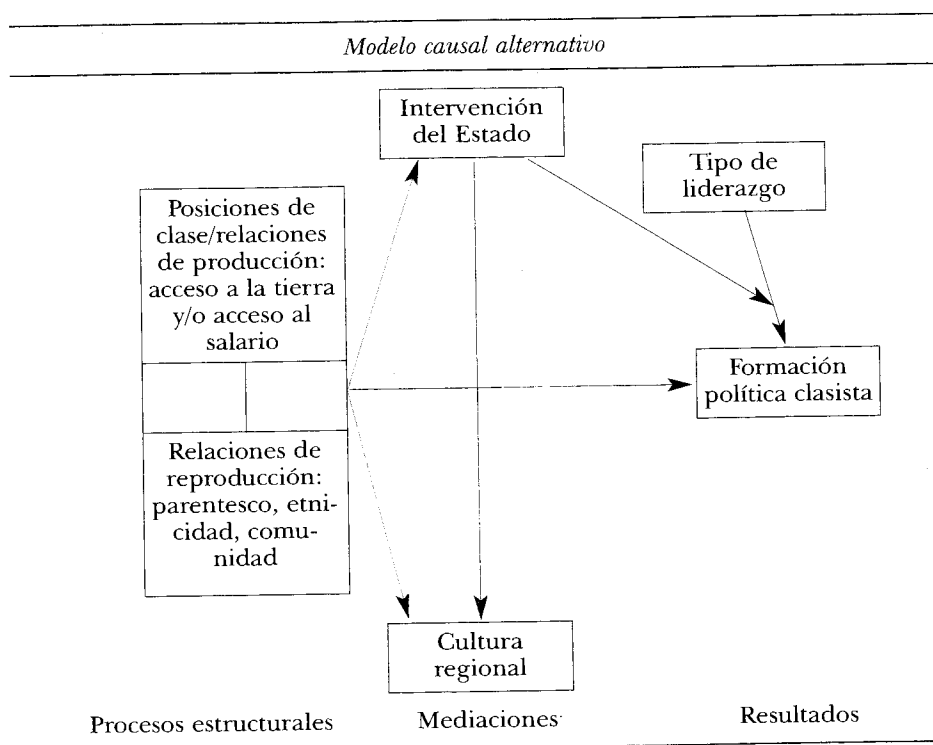 Modelo causal alternativo
Intervención
del Estado
Tipo de
liderazgo
Posiciones de
clase/relaciones
de producción:
acceso a la tierra
y/o acceso al
salario
Formación
política clasista
Relaciones de
reproducción:
parentesco, etni-
cidad, comu-
nidad
Cultura
regional
Procesos estructurales
Mediaciones
Resultados